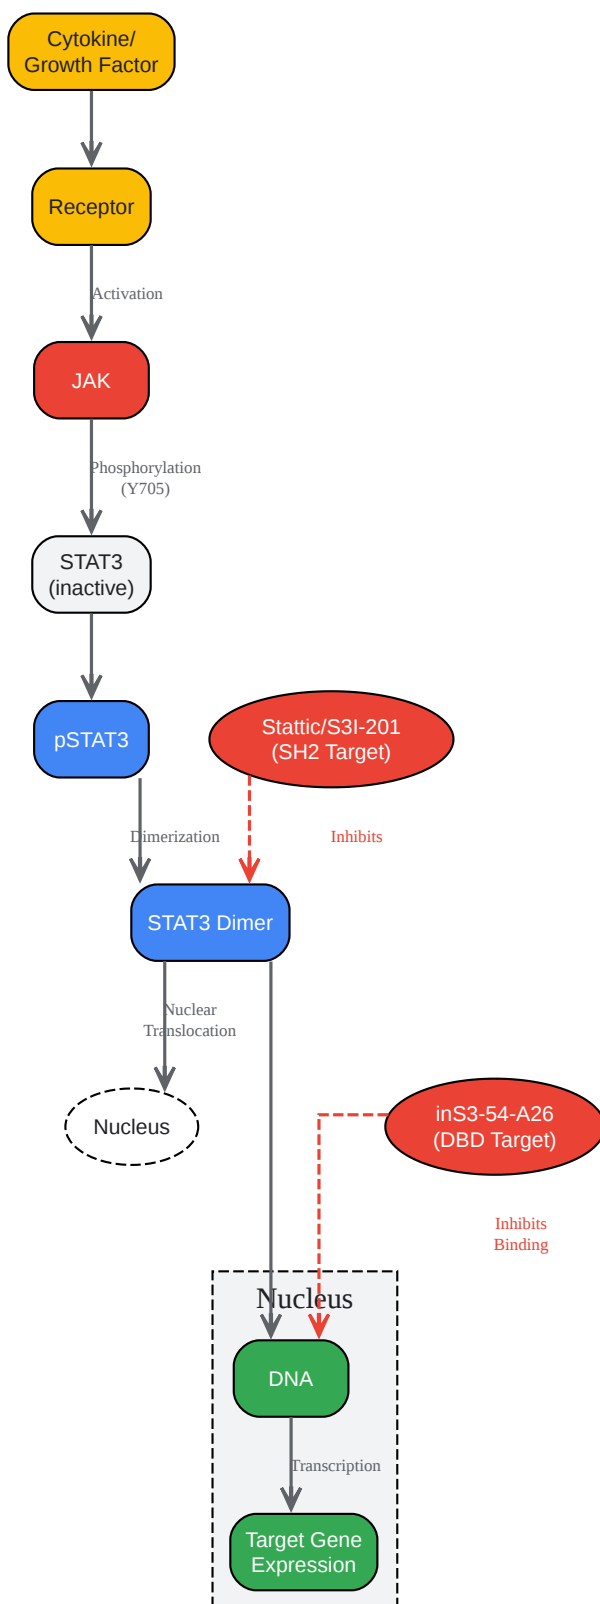 Cytokine/
Growth Factor
Receptor
Activation
JAK
Phosphorylation
(Y705)
STAT3
(inactive)
pSTAT3
Stattic/S3I-201
(SH2 Target)
Dimerization
Inhibits
STAT3 Dimer
Nuclear
Translocation
Nucleus
inS3-54-A26
(DBD Target)
Inhibits
Binding
Nucleus
DNA
Transcription
Target Gene
Expression